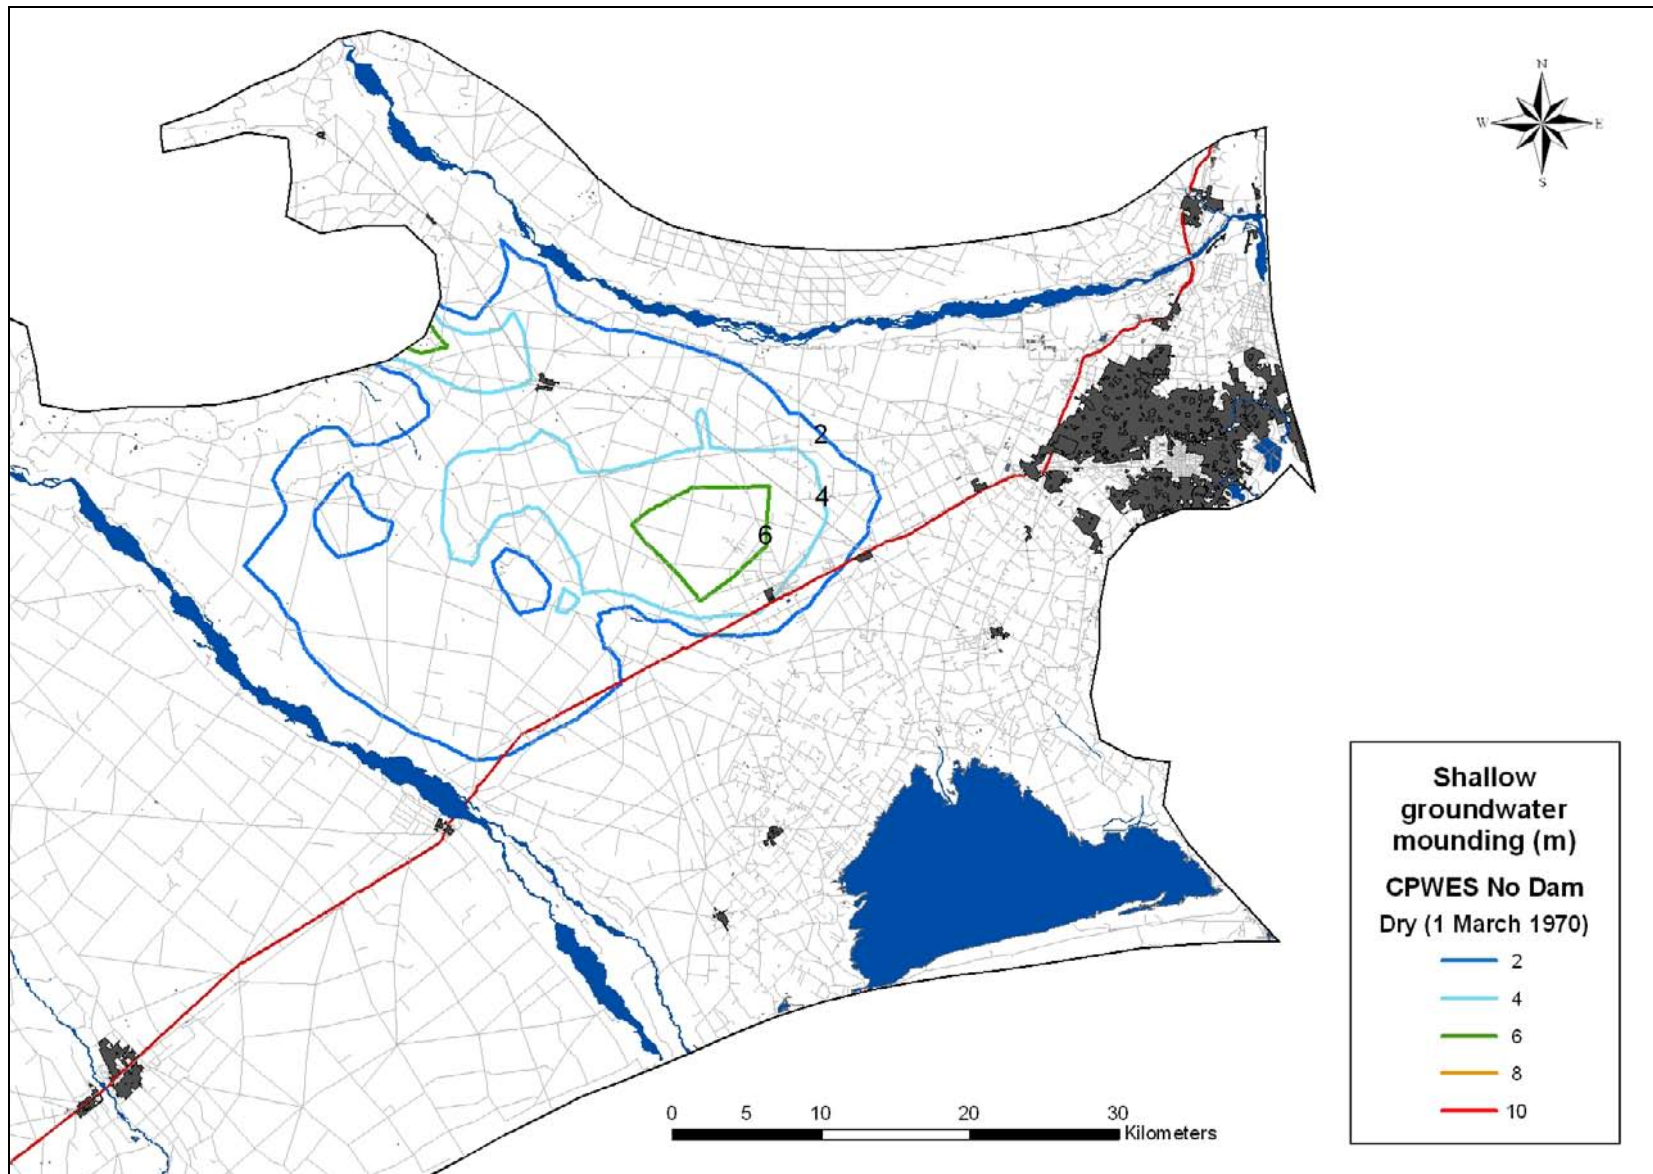 N
W E
S
2
4
6
Shallow
groundwater
mounding (m)
CPWES No Dam
Dry (1 March 1970)
2
4
6
8
10
0 5 10 20 30
Kilometers